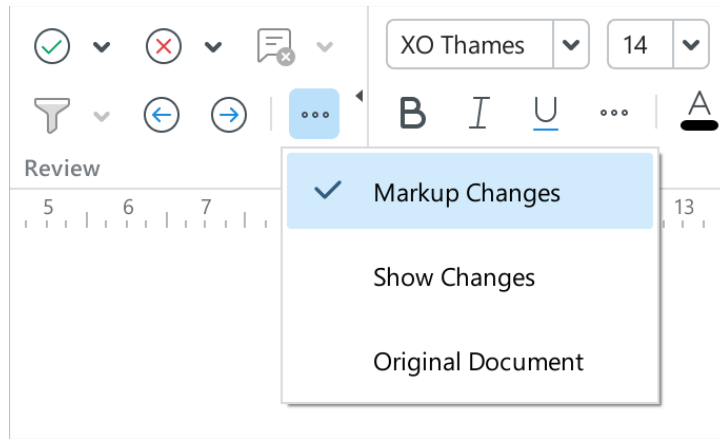 XO Thames 14
B I U A
Review
5 6 7 13
Markup Changes
Show Changes
Original Document